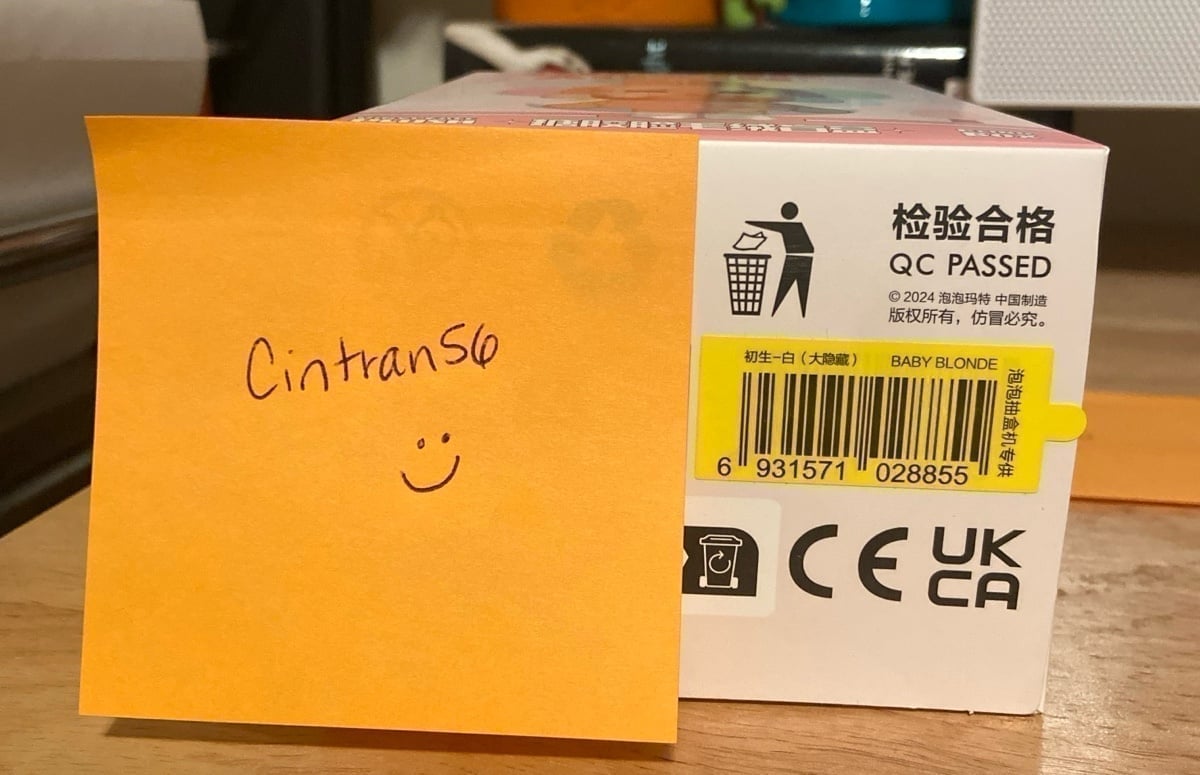 Cintran56
检验合格
QC PASSED
© 2024 泡泡玛特 中国制造
版权所有，仿冒必究。
初生-白（大隐藏） BABY BLONDE
泡泡抽盒机专供
6 931571 028855
CE
UK
CA